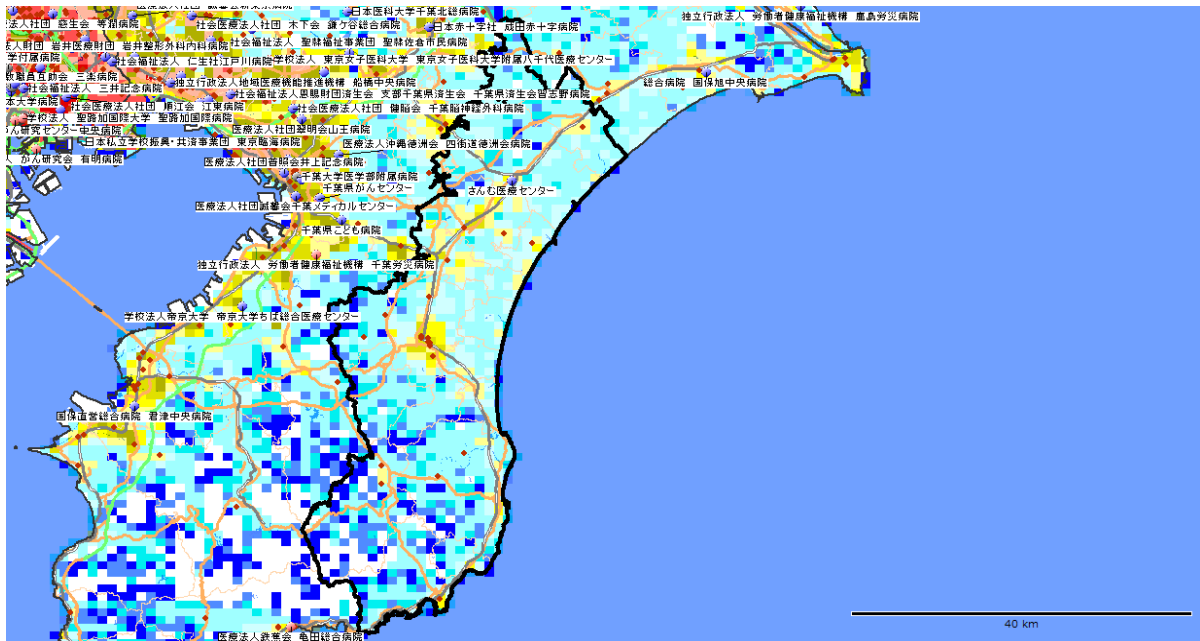 日本医科大学千葉北総病院
独立行政法人 労働者健康福祉機構 鹿島労災病院
社会医療法人社団 木下会 鎌ケ谷総合病院
日本赤十字社 成田赤十字病院
社会福祉法人 聖隷福祉事業団 聖隷佐倉市民病院
岩井医療財団 岩井整形外科内科病院
社会福祉法人 仁生社江戸川病院
学校法人 東京女子医科大学 東京女子医科大学附属八千代医療センター
教職員互助会 三楽病院
独立行政法人地域医療機能推進機構 船橋中央病院
総合病院 国保旭中央病院
社会福祉法人 三井記念病院
社会福祉法人恩賜財団済生会 支部千葉県済生会 千葉県済生会習志野病院
社会医療法人社団 順江会 江東病院
社会医療法人社団 健脳会 千葉脳神経外科病院
学校法人 聖路加国際大学 聖路加国際病院
医療法人社団翠明会山王病院
日本私立学校振興・共済事業団 東京臨海病院
医療法人沖縄徳洲会 四街道徳洲会病院
がん研究会 有明病院
医療法人社団普照会井上記念病院
千葉大学医学部附属病院
千葉県がんセンター
さんむ医療センター
医療法人社団誠馨会千葉メディカルセンター
千葉県こども病院
独立行政法人 労働者健康福祉機構 千葉労災病院
学校法人帝京大学 帝京大学ちば総合医療センター
国保直営総合病院 君津中央病院
医療法人鉄蕉会 亀田総合病院
40 km